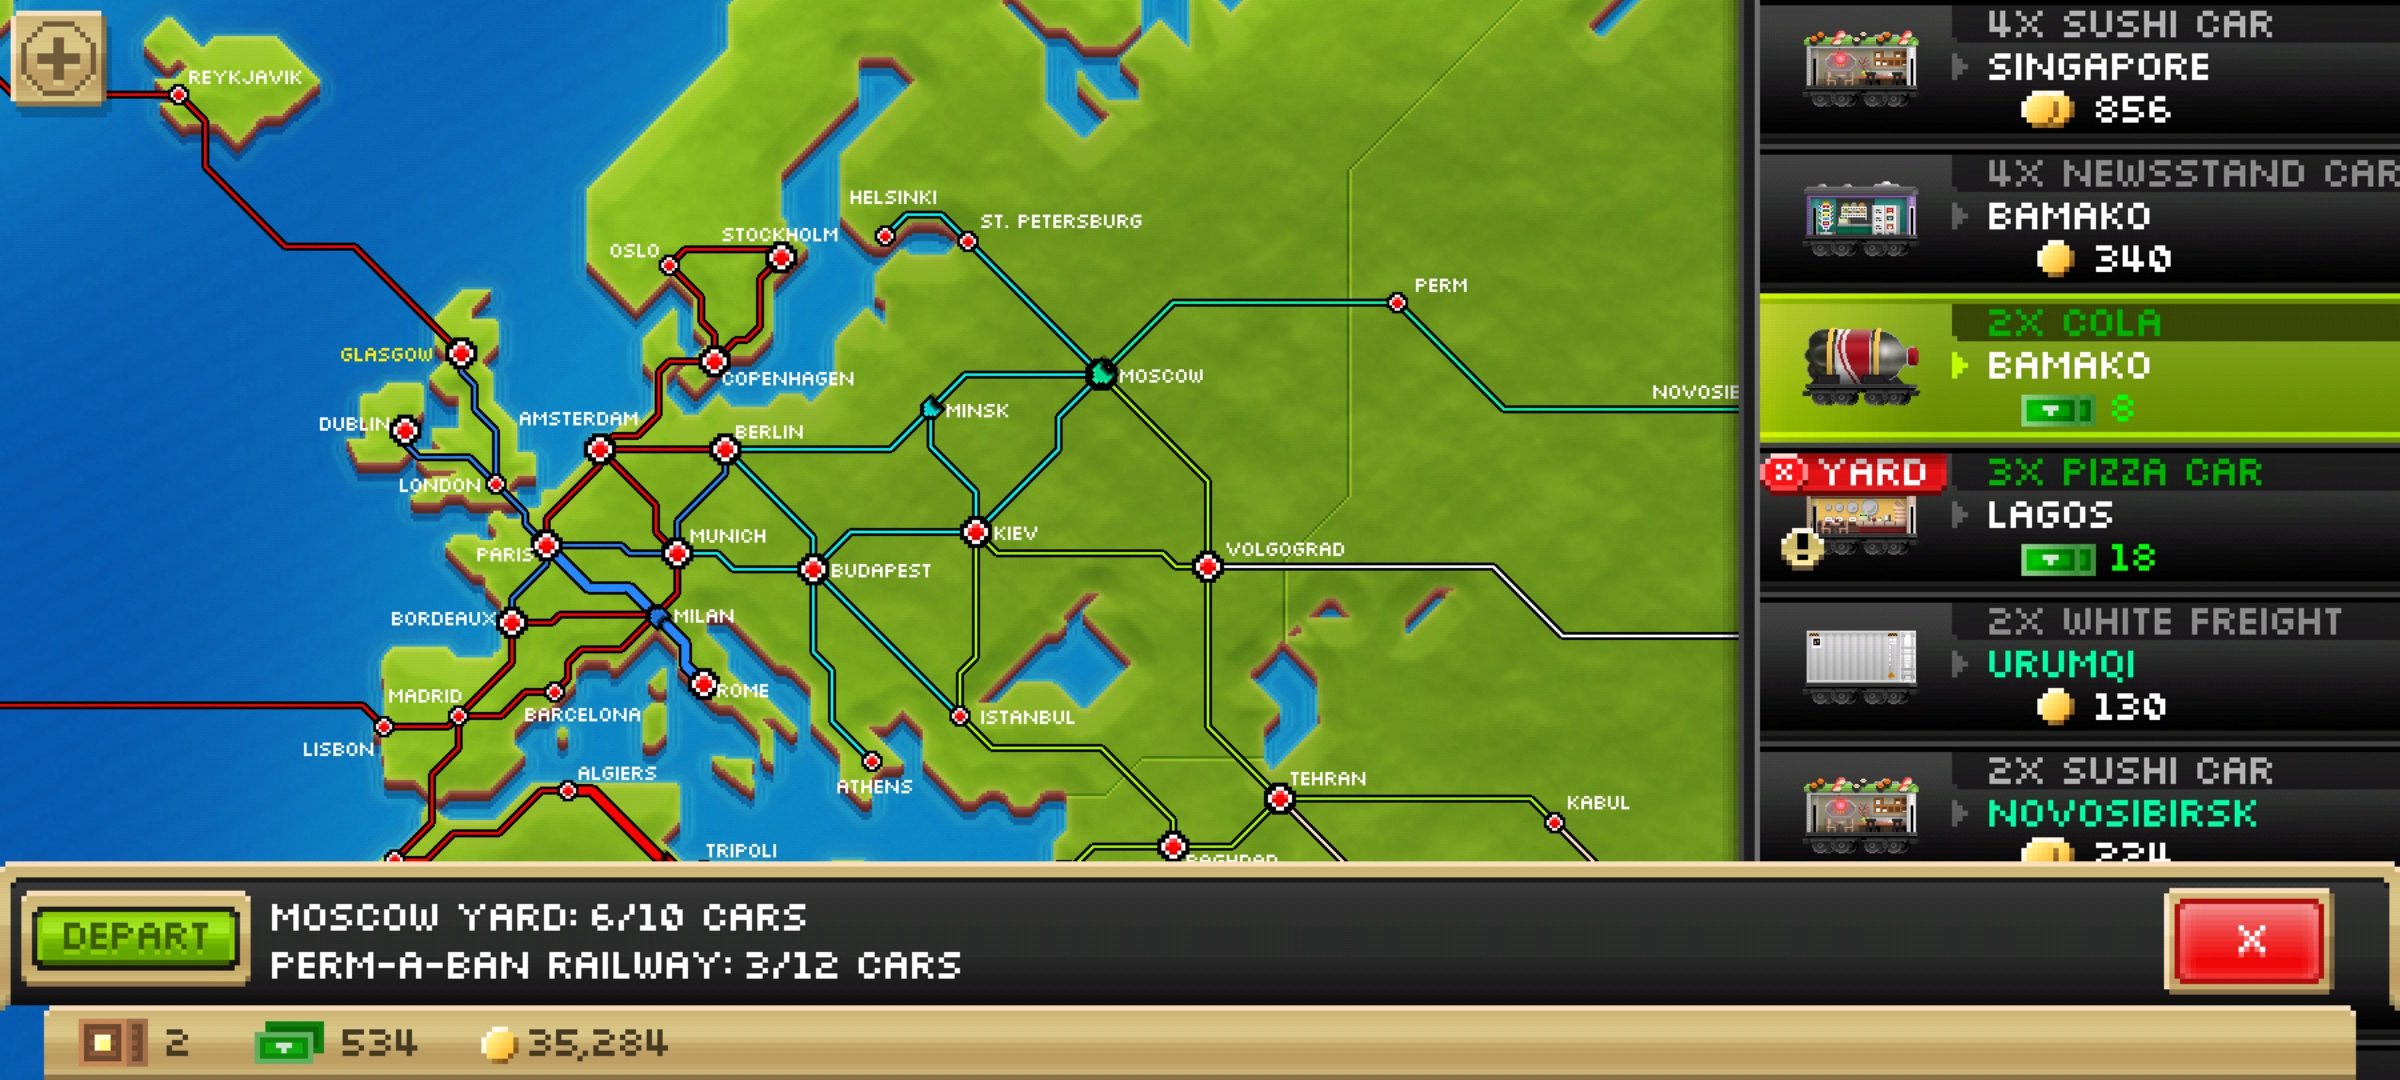 REYKJAVIK
HELSINKI
ST. PETERSBURG
STOCKHOLM
OSLO
PERM
GLASGOW
COPENHAGEN
MOSCOW
NOVOSIB
MINSK
DUBLIN
AMSTERDAM
BERLIN
LONDON
MUNICH
KIEV
PARIS
BUDAPEST
VOLGOGRAD
BORDEAUX
MILAN
MADRID
ROME
BARCELONA
ISTANBUL
LISBON
ALGIERS
ATHENS
TEHRAN
KABUL
TRIPOLI
BAGHDAD
4X SUSHI CAR
SINGAPORE
856
4X NEWSSTAND CAR
BAMAKO
340
2X COLA
BAMAKO
8
X YARD
3X PIZZA CAR
LAGOS
18
2X WHITE FREIGHT
URUMQI
130
2X SUSHI CAR
NOVOSIBIRSK
224
DEPART
MOSCOW YARD: 6/10 CARS
PERM-A-BAN RAILWAY: 3/12 CARS
X
2
534
35,284